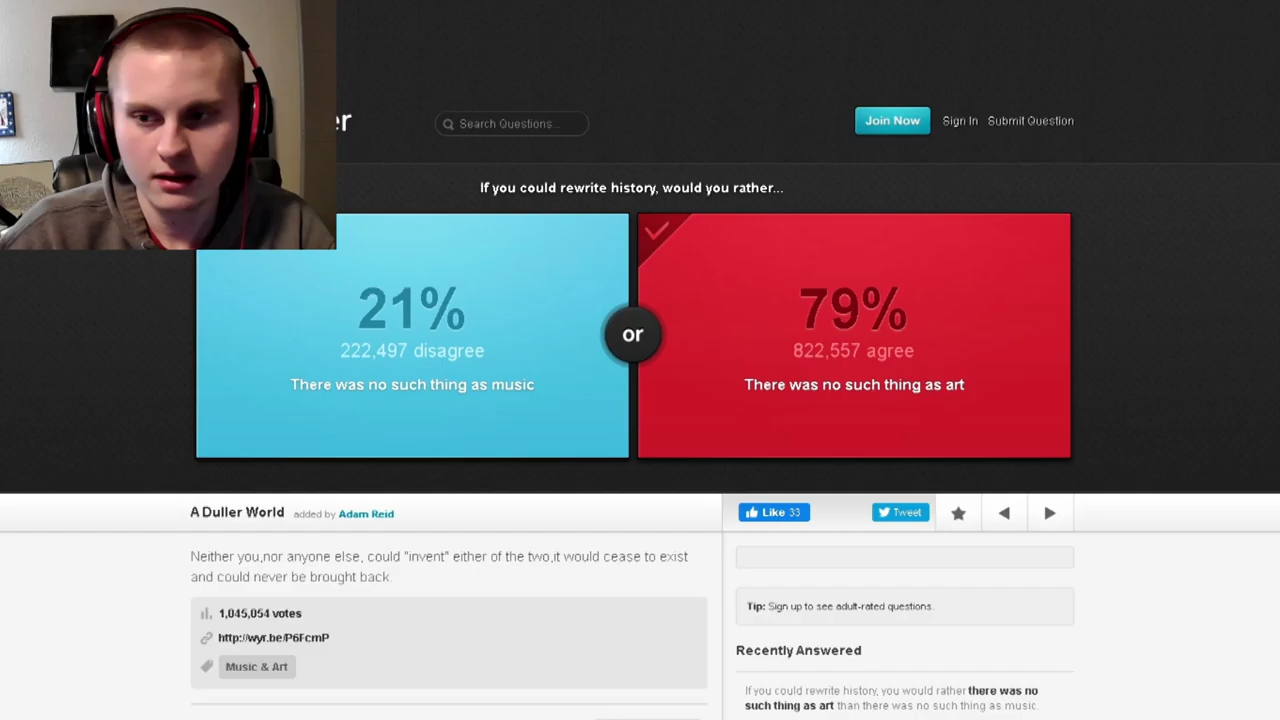 er
Search Questions...
Join Now
Sign In
Submit Question
If you could rewrite history, would you rather...
21%
222,497 disagree
There was no such thing as music
or
79%
822,557 agree
There was no such thing as art
A Duller World
added by Adam Reid
Like 33
Tweet
Neither you,nor anyone else, could "invent" either of the two,it would cease to exist
and could never be brought back.
1,045,054 votes
http://wyr.be/P6FcmP
Music & Art
Tip: Sign up to see adult-rated questions.
Recently Answered
If you could rewrite history, you would rather there was no
such thing as art than there was no such thing as music.